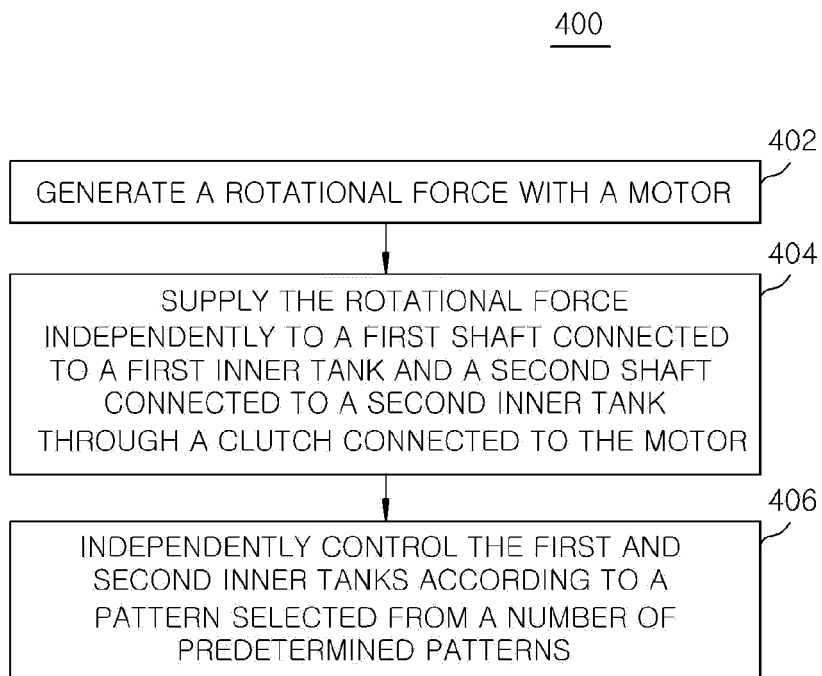 400
402
GENERATE A ROTATIONAL FORCE WITH A MOTOR
404
SUPPLY THE ROTATIONAL FORCE
INDEPENDENTLY TO A FIRST SHAFT CONNECTED
TO A FIRST INNER TANK AND A SECOND SHAFT
CONNECTED TO A SECOND INNER TANK
THROUGH A CLUTCH CONNECTED TO THE MOTOR
406
INDEPENDENTLY CONTROL THE FIRST AND
SECOND INNER TANKS ACCORDING TO A
PATTERN SELECTED FROM A NUMBER OF
PREDETERMINED PATTERNS